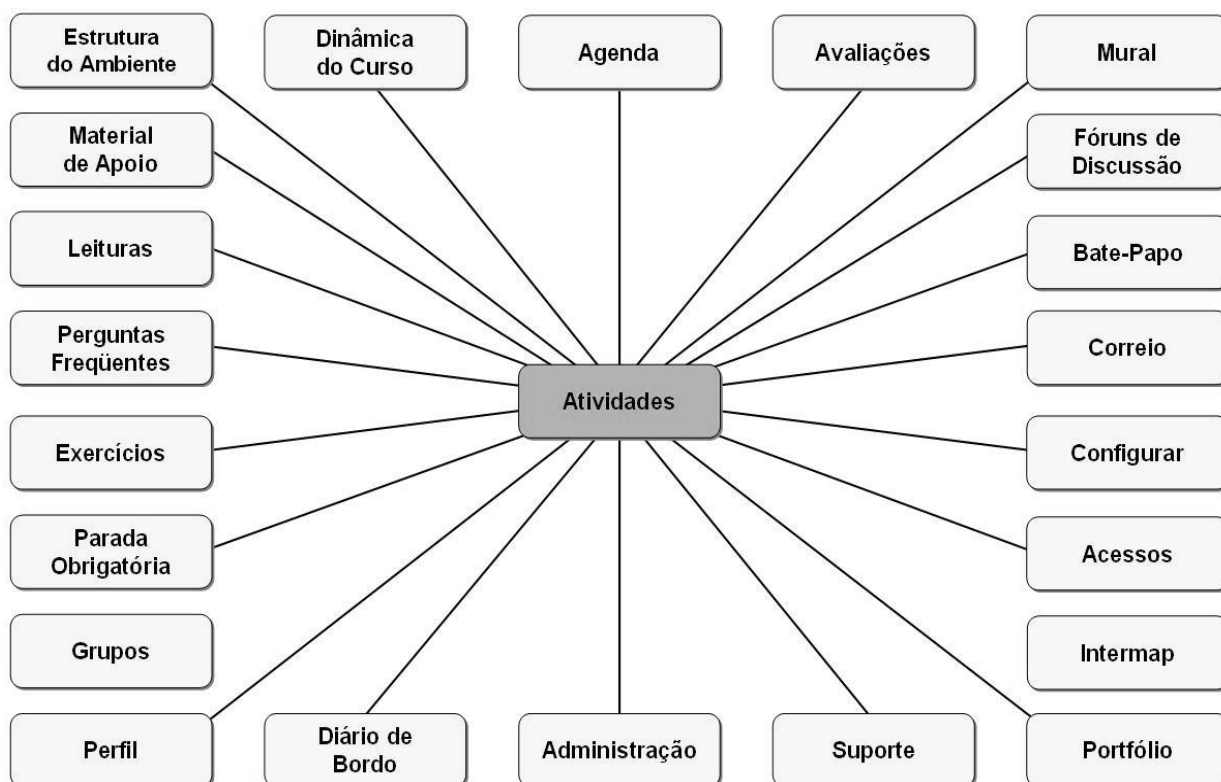 Estrutura
do Ambiente
Dinâmica
do Curso
Agenda
Avaliações
Mural
Material
de Apoio
Fóruns de
Discussão
Leituras
Bate-Papo
Perguntas
Freqüentes
Correio
Atividades
Exercícios
Configurar
Parada
Obrigatória
Acessos
Grupos
Intermap
Perfil
Diário de
Bordo
Administração
Suporte
Portfólio